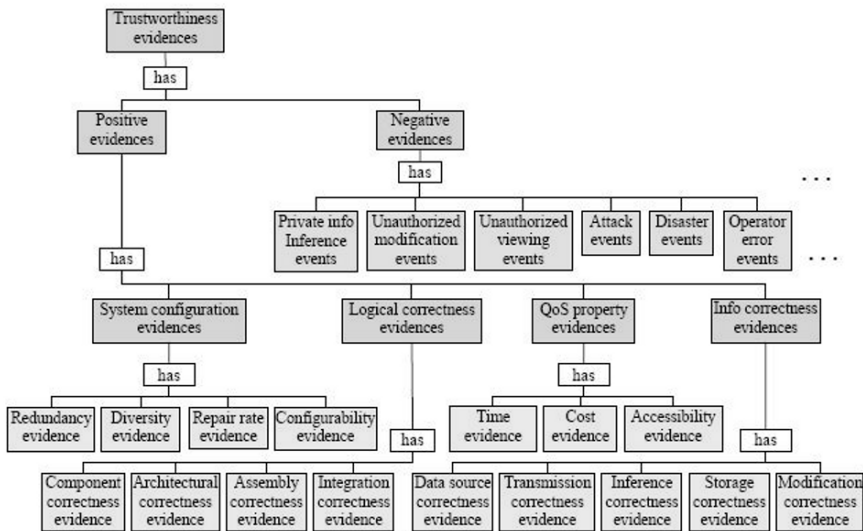 Trustworthiness
evidences
has
Positive
evidences
Negative
evidences
has
. . .
Private info
Inference
events
Unauthorized
modification
events
Unauthorized
viewing
events
Attack
events
Disaster
events
Operator
error
events
. . .
has
System configuration
evidences
Logical correctness
evidences
QoS property
evidences
Info correctness
evidences
has
has
Redundancy
evidence
Diversity
evidence
Repair rate
evidence
Configurability
evidence
Time
evidence
Cost
evidence
Accessibility
evidence
has
has
Component
correctness
evidence
Architectural
correctness
evidence
Assembly
correctness
evidence
Integration
correctness
evidence
Data source
correctness
evidence
Transmission
correctness
evidence
Inference
correctness
evidence
Storage
correctness
evidence
Modification
correctness
evidence